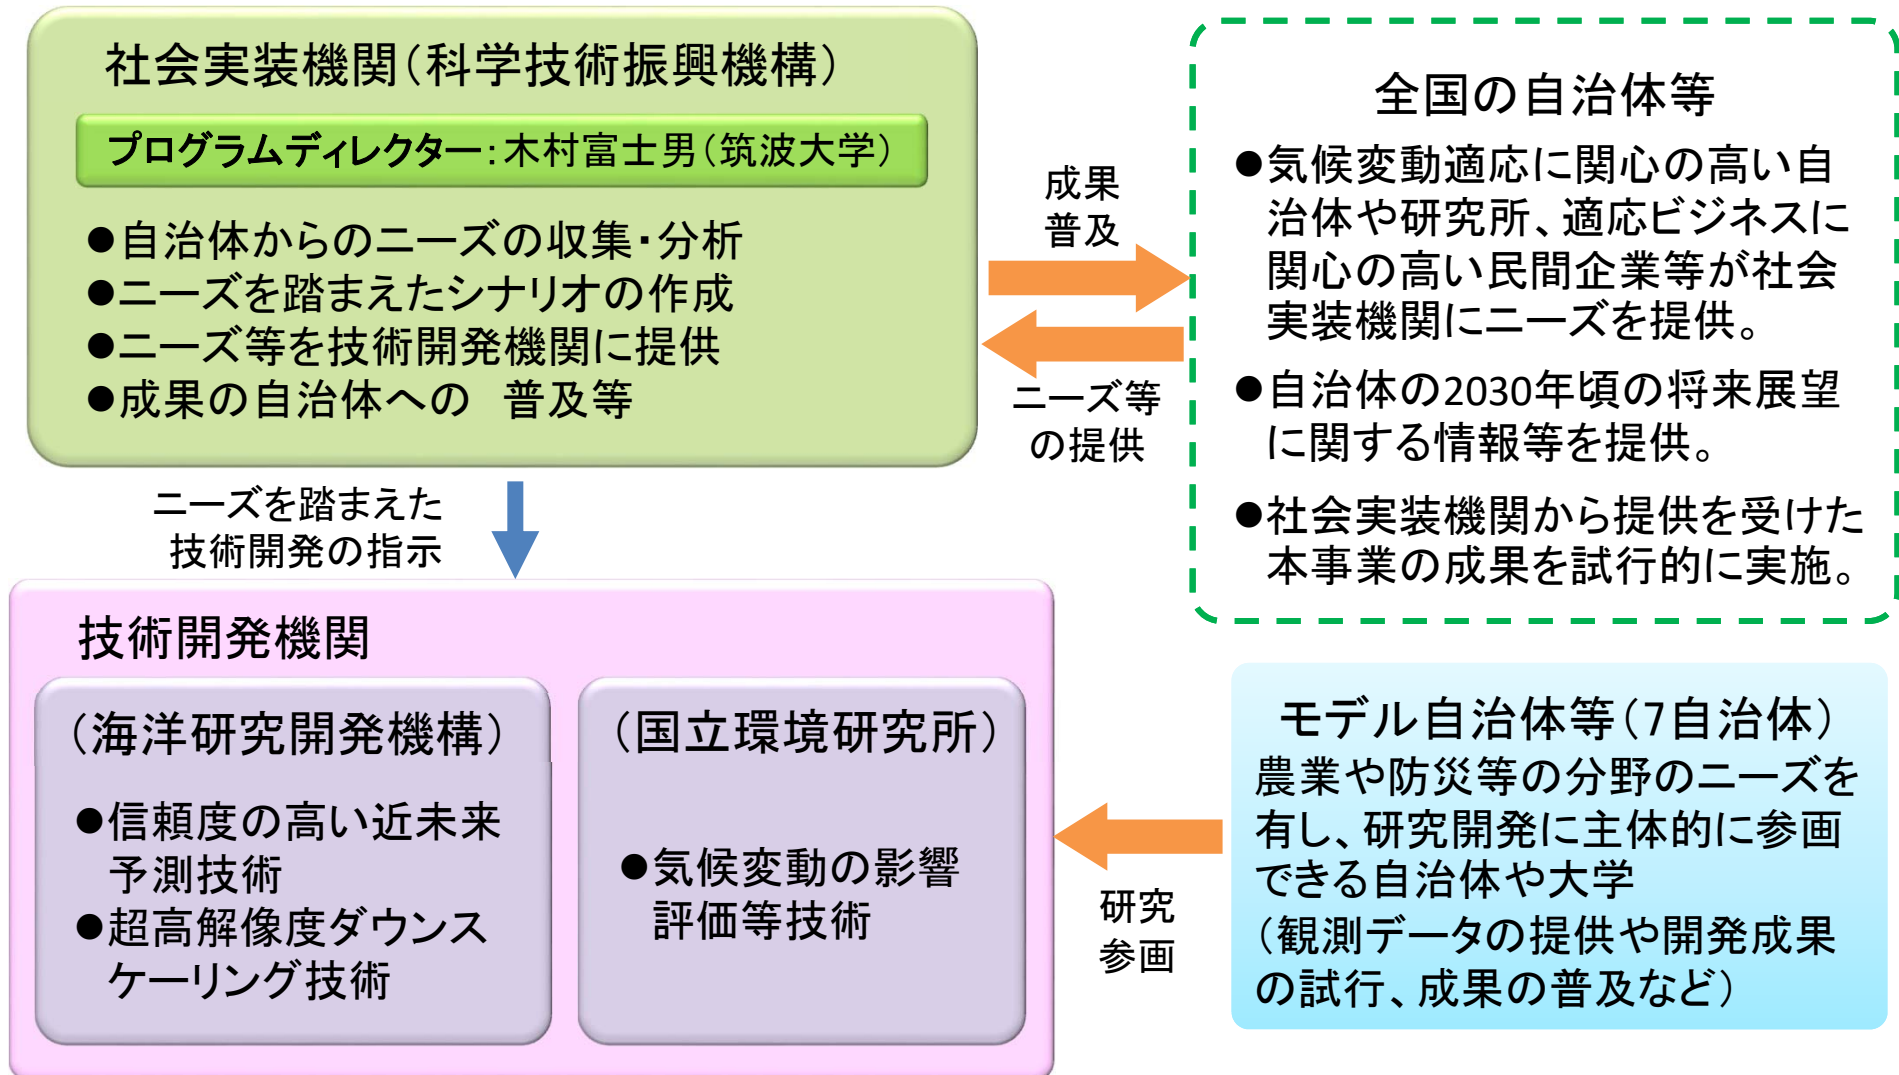 社会実装機関(科学技術振興機構)
プログラムディレクター:木村富士男(筑波大学)
●自治体からのニーズの収集・分析
●ニーズを踏まえたシナリオの作成
●ニーズ等を技術開発機関に提供
●成果の自治体への 普及等
成果
普及
ニーズ等
の提供
全国の自治体等
●気候変動適応に関心の高い自
治体や研究所、適応ビジネスに
関心の高い民間企業等が社会
実装機関にニーズを提供。
●自治体の2030年頃の将来展望
に関する情報等を提供。
●社会実装機関から提供を受けた
本事業の成果を試行的に実施。
ニーズを踏まえた
技術開発の指示
技術開発機関
(海洋研究開発機構)
●信頼度の高い近未来
予測技術
●超高解像度ダウンス
ケーリング技術
(国立環境研究所)
●気候変動の影響
評価等技術
研究
参画
モデル自治体等(7自治体)
農業や防災等の分野のニーズを
有し、研究開発に主体的に参画
できる自治体や大学
(観測データの提供や開発成果
の試行、成果の普及など)